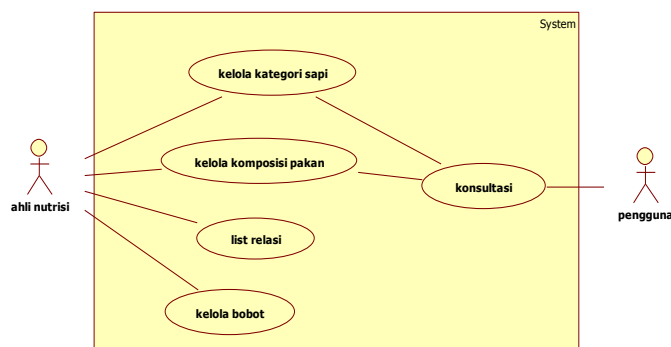 System
kelola kategori sapi
kelola komposisi pakan
konsultasi
ahli nutrisi
pengguna
list relasi
kelola bobot